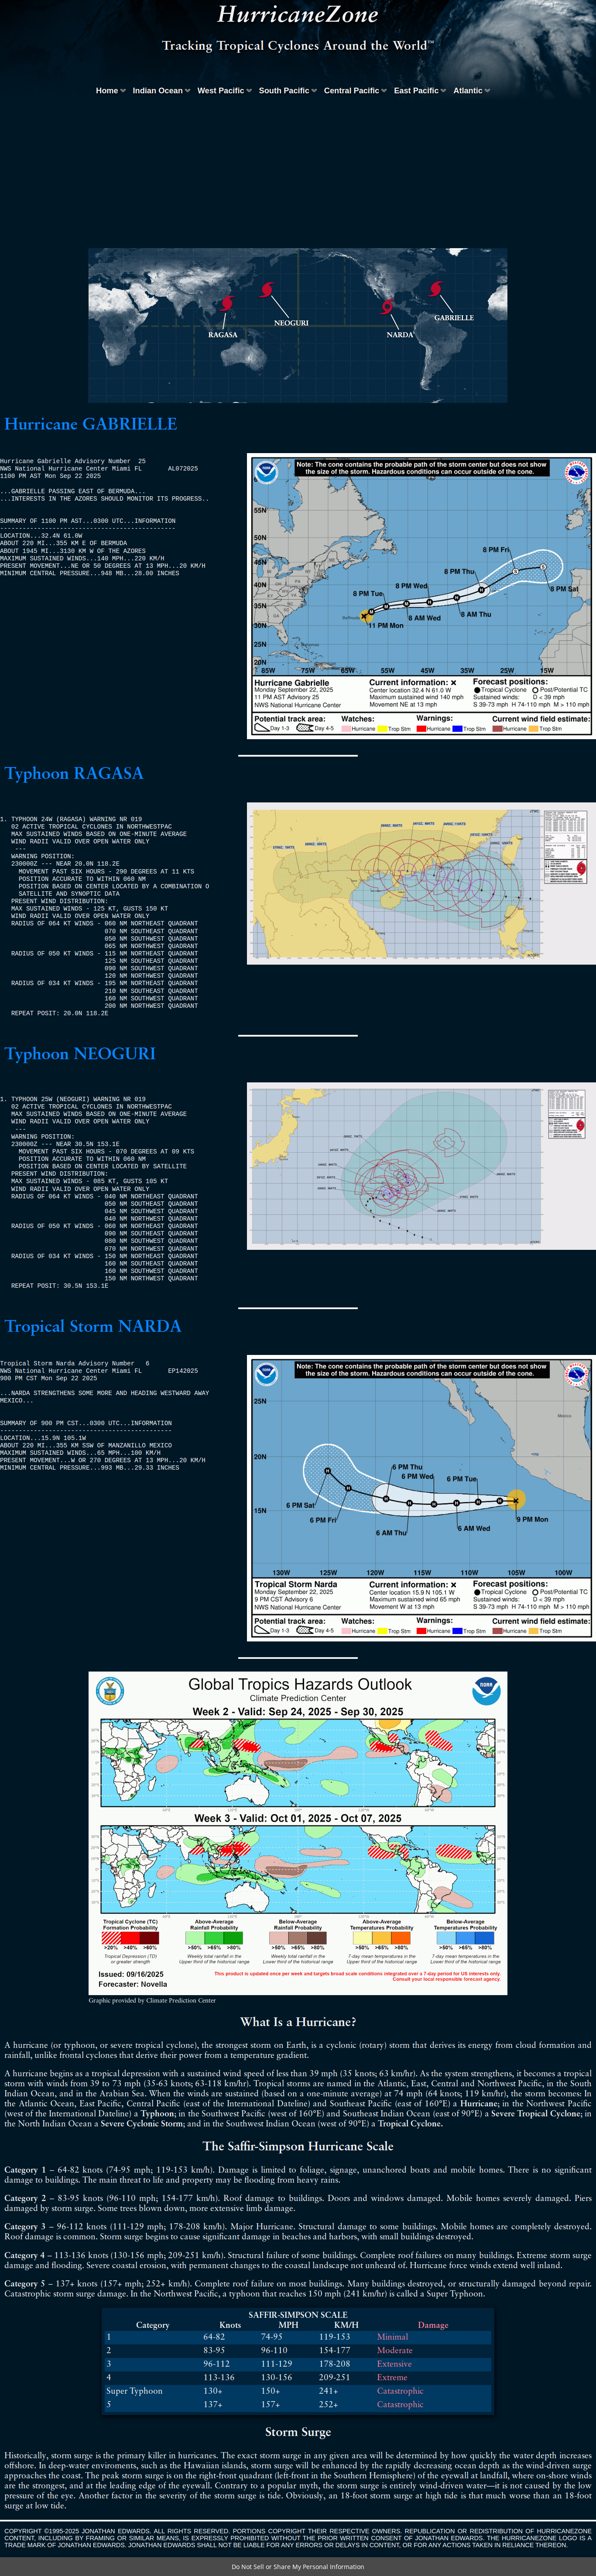 HurricaneZone
Tracking Tropical Cyclones Around the World™
Home
Indian Ocean
West Pacific
South Pacific
Central Pacific
East Pacific
Atlantic
RAGASA
NEOGURI
NARDA
GABRIELLE
Hurricane GABRIELLE
Hurricane Gabrielle Advisory Number 25
NWS National Hurricane Center Miami FL AL072025
1100 PM AST Mon Sep 22 2025
...GABRIELLE PASSING EAST OF BERMUDA...
...INTERESTS IN THE AZORES SHOULD MONITOR ITS PROGRESS..
SUMMARY OF 1100 PM AST...0300 UTC...INFORMATION
-----------------------------------------------
LOCATION...32.4N 61.0W
ABOUT 220 MI...355 KM E OF BERMUDA
ABOUT 1945 MI...3130 KM W OF THE AZORES
MAXIMUM SUSTAINED WINDS...140 MPH...220 KM/H
PRESENT MOVEMENT...NE OR 50 DEGREES AT 13 MPH...20 KM/H
MINIMUM CENTRAL PRESSURE...948 MB...28.00 INCHES
Note: The cone contains the probable path of the storm center but does not show
the size of the storm. Hazardous conditions can occur outside of the cone.
55N
50N
45N
40N
35N
30N
25N
20N
8 PM Fri
8 PM Thu
8 PM Sat
8 PM Wed
8 PM Tue
8 AM Thu
8 AM Wed
11 PM Mon
85W 75W 65W 55W 45W 35W 25W 15W
Hurricane Gabrielle
Monday September 22, 2025
11 PM AST Advisory 25
NWS National Hurricane Center
Current information: x
Center location 32.4 N 61.0 W
Maximum sustained wind 140 mph
Movement NE at 13 mph
Forecast positions:
Tropical Cyclone Post/Potential TC
Sustained winds: D < 39 mph
S 39-73 mph H 74-110 mph M > 110 mph
Potential track area:
Day 1-3 Day 4-5
Watches:
Hurricane Trop Stm
Warnings:
Hurricane Trop Stm
Current wind field estimate:
Hurricane Trop Stm
Typhoon RAGASA
1. TYPHOON 24W (RAGASA) WARNING NR 019
02 ACTIVE TROPICAL CYCLONES IN NORTHWESTPAC
MAX SUSTAINED WINDS BASED ON ONE-MINUTE AVERAGE
WIND RADII VALID OVER OPEN WATER ONLY
---
WARNING POSITION:
230000Z --- NEAR 20.0N 118.2E
MOVEMENT PAST SIX HOURS - 290 DEGREES AT 11 KTS
POSITION ACCURATE TO WITHIN 060 NM
POSITION BASED ON CENTER LOCATED BY A COMBINATION O
SATELLITE AND SYNOPTIC DATA
PRESENT WIND DISTRIBUTION:
MAX SUSTAINED WINDS - 125 KT, GUSTS 150 KT
WIND RADII VALID OVER OPEN WATER ONLY
RADIUS OF 064 KT WINDS - 060 NM NORTHEAST QUADRANT
070 NM SOUTHEAST QUADRANT
050 NM SOUTHWEST QUADRANT
065 NM NORTHWEST QUADRANT
RADIUS OF 050 KT WINDS - 115 NM NORTHEAST QUADRANT
125 NM SOUTHEAST QUADRANT
090 NM SOUTHWEST QUADRANT
120 NM NORTHWEST QUADRANT
RADIUS OF 034 KT WINDS - 195 NM NORTHEAST QUADRANT
210 NM SOUTHEAST QUADRANT
160 NM SOUTHWEST QUADRANT
200 NM NORTHWEST QUADRANT
REPEAT POSIT: 20.0N 118.2E
Typhoon NEOGURI
1. TYPHOON 25W (NEOGURI) WARNING NR 019
02 ACTIVE TROPICAL CYCLONES IN NORTHWESTPAC
MAX SUSTAINED WINDS BASED ON ONE-MINUTE AVERAGE
WIND RADII VALID OVER OPEN WATER ONLY
---
WARNING POSITION:
230000Z --- NEAR 30.5N 153.1E
MOVEMENT PAST SIX HOURS - 070 DEGREES AT 09 KTS
POSITION ACCURATE TO WITHIN 060 NM
POSITION BASED ON CENTER LOCATED BY SATELLITE
PRESENT WIND DISTRIBUTION:
MAX SUSTAINED WINDS - 085 KT, GUSTS 105 KT
WIND RADII VALID OVER OPEN WATER ONLY
RADIUS OF 064 KT WINDS - 040 NM NORTHEAST QUADRANT
050 NM SOUTHEAST QUADRANT
045 NM SOUTHWEST QUADRANT
040 NM NORTHWEST QUADRANT
RADIUS OF 050 KT WINDS - 060 NM NORTHEAST QUADRANT
090 NM SOUTHEAST QUADRANT
080 NM SOUTHWEST QUADRANT
070 NM NORTHWEST QUADRANT
RADIUS OF 034 KT WINDS - 150 NM NORTHEAST QUADRANT
160 NM SOUTHEAST QUADRANT
160 NM SOUTHWEST QUADRANT
150 NM NORTHWEST QUADRANT
REPEAT POSIT: 30.5N 153.1E
Tropical Storm NARDA
Tropical Storm Narda Advisory Number 6
NWS National Hurricane Center Miami FL EP142025
900 PM CST Mon Sep 22 2025
...NARDA STRENGTHENS SOME MORE AND HEADING WESTWARD AWAY
MEXICO...
SUMMARY OF 900 PM CST...0300 UTC...INFORMATION
----------------------------------------------
LOCATION...15.9N 105.1W
ABOUT 220 MI...355 KM SSW OF MANZANILLO MEXICO
MAXIMUM SUSTAINED WINDS...65 MPH...100 KM/H
PRESENT MOVEMENT...W OR 270 DEGREES AT 13 MPH...20 KM/H
MINIMUM CENTRAL PRESSURE...993 MB...29.33 INCHES
Note: The cone contains the probable path of the storm center but does not show
the size of the storm. Hazardous conditions can occur outside of the cone.
25N
20N
15N
Mexico
6 PM Thu
6 PM Wed
6 PM Tue
6 PM Sat
6 PM Fri
9 PM Mon
6 AM Wed
6 AM Thu
130W 125W 120W 115W 110W 105W 100W
Tropical Storm Narda
Monday September 22, 2025
9 PM CST Advisory 6
NWS National Hurricane Center
Current information: x
Center location 15.9 N 105.1 W
Maximum sustained wind 65 mph
Movement W at 13 mph
Forecast positions:
Tropical Cyclone Post/Potential TC
Sustained winds: D < 39 mph
S 39-73 mph H 74-110 mph M > 110 mph
Potential track area:
Day 1-3 Day 4-5
Watches:
Hurricane Trop Stm
Warnings:
Hurricane Trop Stm
Current wind field estimate:
Hurricane Trop Stm
Global Tropics Hazards Outlook
Climate Prediction Center
Week 2 - Valid: Sep 24, 2025 - Sep 30, 2025
Week 3 - Valid: Oct 01, 2025 - Oct 07, 2025
Tropical Cyclone (TC)
Formation Probability
>20% >40% >60%
Tropical Depression (TD)
or greater strength
Above-Average
Rainfall Probability
>50% >65% >80%
Weekly total rainfall in the
Upper third of the historical range
Below-Average
Rainfall Probability
>50% >65% >80%
Weekly total rainfall in the
Lower third of the historical range
Above-Average
Temperatures Probability
>50% >65% >80%
7-day mean temperatures in the
Upper third of the historical range
Below-Average
Temperatures Probability
>50% >65% >80%
7-day mean temperatures in the
Lower third of the historical range
Issued: 09/16/2025
Forecaster: Novella
This product is updated once per week and targets broad scale conditions integrated over a 7-day period for US interests only.
Consult your local responsible forecast agency.
Graphic provided by Climate Prediction Center
What Is a Hurricane?
A hurricane (or typhoon, or severe tropical cyclone), the strongest storm on Earth, is a cyclonic (rotary) storm that derives its energy from cloud formation and
rainfall, unlike frontal cyclones that derive their power from a temperature gradient.
A hurricane begins as a tropical depression with a sustained wind speed of less than 39 mph (35 knots; 63 km/hr). As the system strengthens, it becomes a tropical
storm with winds from 39 to 73 mph (35-63 knots; 63-118 km/hr). Tropical storms are named in the Atlantic, East, Central and Northwest Pacific, in the South
Indian Ocean, and in the Arabian Sea. When the winds are sustained (based on a one-minute average) at 74 mph (64 knots; 119 km/hr), the storm becomes: In
the Atlantic Ocean, East Pacific, Central Pacific (east of the International Dateline) and Southeast Pacific (east of 160°E) a Hurricane; in the Northwest Pacific
(west of the International Dateline) a Typhoon; in the Southwest Pacific (west of 160°E) and Southeast Indian Ocean (east of 90°E) a Severe Tropical Cyclone; in
the North Indian Ocean a Severe Cyclonic Storm; and in the Southwest Indian Ocean (west of 90°E) a Tropical Cyclone.
The Saffir-Simpson Hurricane Scale
Category 1 – 64-82 knots (74-95 mph; 119-153 km/h). Damage is limited to foliage, signage, unanchored boats and mobile homes. There is no significant
damage to buildings. The main threat to life and property may be flooding from heavy rains.
Category 2 – 83-95 knots (96-110 mph; 154-177 km/h). Roof damage to buildings. Doors and windows damaged. Mobile homes severely damaged. Piers
damaged by storm surge. Some trees blown down, more extensive limb damage.
Category 3 – 96-112 knots (111-129 mph; 178-208 km/h). Major Hurricane. Structural damage to some buildings. Mobile homes are completely destroyed.
Roof damage is common. Storm surge begins to cause significant damage in beaches and harbors, with small buildings destroyed.
Category 4 – 113-136 knots (130-156 mph; 209-251 km/h). Structural failure of some buildings. Complete roof failures on many buildings. Extreme storm surge
damage and flooding. Severe coastal erosion, with permanent changes to the coastal landscape not unheard of. Hurricane force winds extend well inland.
Category 5 – 137+ knots (157+ mph; 252+ km/h). Complete roof failure on most buildings. Many buildings destroyed, or structurally damaged beyond repair.
Catastrophic storm surge damage. In the Northwest Pacific, a typhoon that reaches 150 mph (241 km/hr) is called a Super Typhoon.
SAFFIR-SIMPSON SCALE
Category Knots MPH KM/H Damage
1 64-82 74-95 119-153 Minimal
2 83-95 96-110 154-177 Moderate
3 96-112 111-129 178-208 Extensive
4 113-136 130-156 209-251 Extreme
Super Typhoon 130+ 150+ 241+ Catastrophic
5 137+ 157+ 252+ Catastrophic
Storm Surge
Historically, storm surge is the primary killer in hurricanes. The exact storm surge in any given area will be determined by how quickly the water depth increases
offshore. In deep-water enviroments, such as the Hawaiian islands, storm surge will be enhanced by the rapidly decreasing ocean depth as the wind-driven surge
approaches the coast. The peak storm surge is on the right-front quadrant (left-front in the Southern Hemisphere) of the eyewall at landfall, where on-shore winds
are the strongest, and at the leading edge of the eyewall. Contrary to a popular myth, the storm surge is entirely wind-driven water—it is not caused by the low
pressure of the eye. Another factor in the severity of the storm surge is tide. Obviously, an 18-foot storm surge at high tide is that much worse than an 18-foot
surge at low tide.
COPYRIGHT ©1995-2025 JONATHAN EDWARDS. ALL RIGHTS RESERVED. PORTIONS COPYRIGHT THEIR RESPECTIVE OWNERS. REPUBLICATION OR REDISTRIBUTION OF HURRICANEZONE
CONTENT, INCLUDING BY FRAMING OR SIMILAR MEANS, IS EXPRESSLY PROHIBITED WITHOUT THE PRIOR WRITTEN CONSENT OF JONATHAN EDWARDS. THE HURRICANEZONE LOGO IS A
TRADE MARK OF JONATHAN EDWARDS. JONATHAN EDWARDS SHALL NOT BE LIABLE FOR ANY ERRORS OR DELAYS IN CONTENT, OR FOR ANY ACTIONS TAKEN IN RELIANCE THEREON.
Do Not Sell or Share My Personal Information